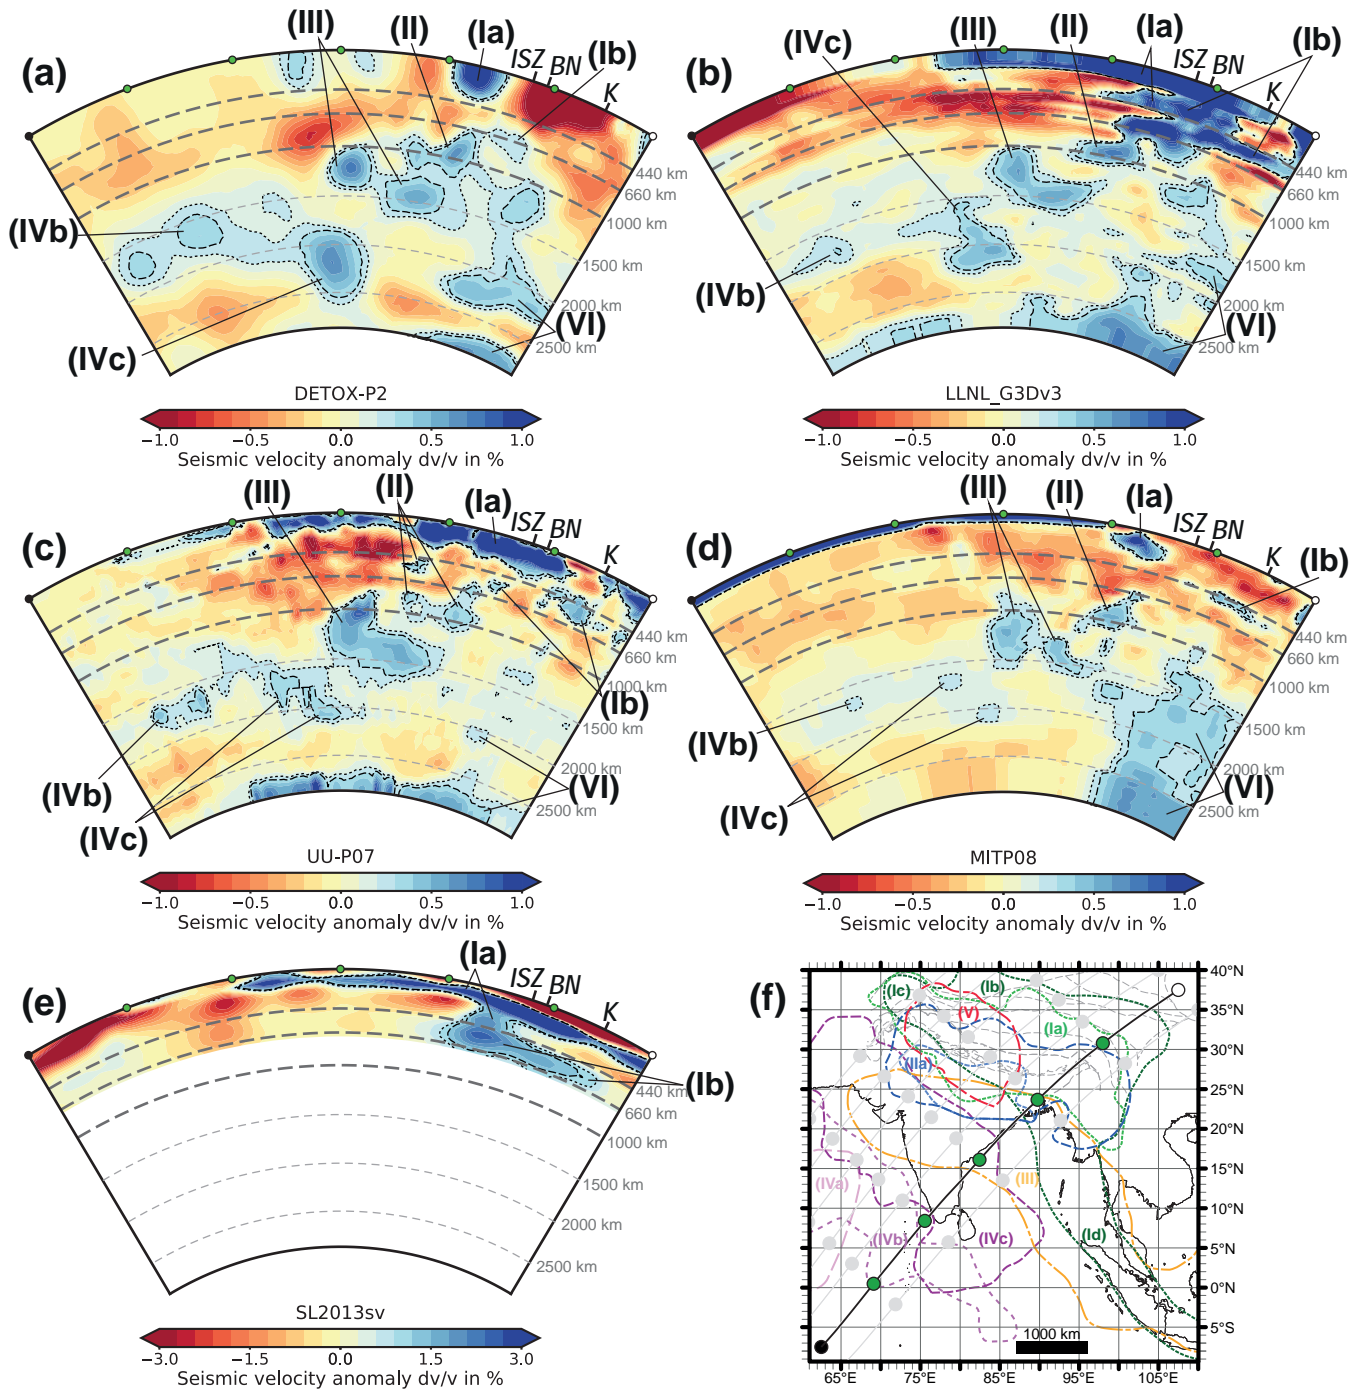 (a)
(III)
(II)
(Ia)
ISZ
BN
(Ib)
K
440 km
660 km
1000 km
1500 km
2000 km
2500 km
(IVb)
(IVc)
(VI)
DETOX-P2
−1.0 −0.5 0.0 0.5 1.0
Seismic velocity anomaly dv/v in %
(b)
(IVc)
(III)
(II)
(Ia)
ISZ
BN
(Ib)
K
440 km
660 km
1000 km
1500 km
2000 km
2500 km
(IVb)
(VI)
LLNL_G3Dv3
−1.0 −0.5 0.0 0.5 1.0
Seismic velocity anomaly dv/v in %
(c)
(III)
(II)
(Ia)
ISZ
BN
K
440 km
660 km
1000 km
(Ib)
1500 km
2000 km
2500 km
(IVb)
(IVc)
(VI)
UU-P07
−1.0 −0.5 0.0 0.5 1.0
Seismic velocity anomaly dv/v in %
(d)
(III)
(II)
(Ia)
ISZ
BN
K
(Ib)
440 km
660 km
1000 km
1500 km
2000 km
2500 km
(IVb)
(IVc)
(VI)
MITP08
−1.0 −0.5 0.0 0.5 1.0
Seismic velocity anomaly dv/v in %
(e)
(Ia)
ISZ
BN
K
(Ib)
440 km
660 km
1000 km
1500 km
2000 km
2500 km
SL2013sv
−3.0 −1.5 0.0 1.5 3.0
Seismic velocity anomaly dv/v in %
(f)
(Ic)
(Ib)
(V)
(Ia)
(IIa)
(III)
(IVa)
(IVb)
(IVc)
(Id)
1000 km
40°N
35°N
30°N
25°N
20°N
15°N
10°N
5°N
0°N
5°S
65°E 75°E 85°E 95°E 105°E